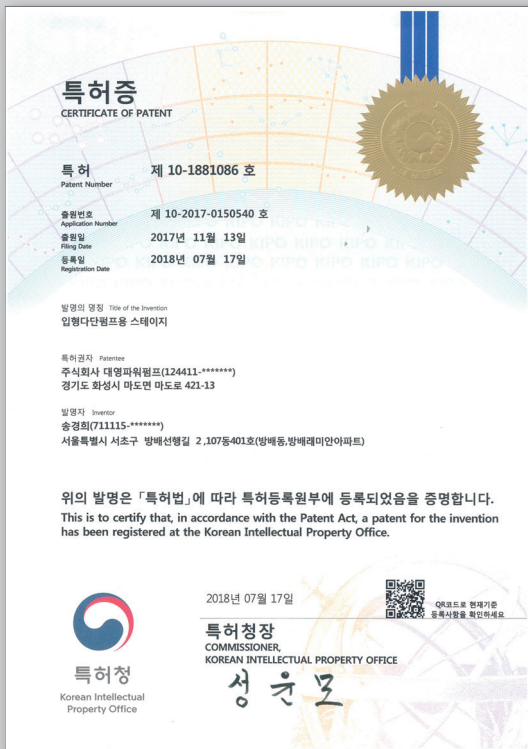 특허증
CERTIFICATE OF PATENT
특 허 제 10-1881086 호
Patent Number
출원번호 제 10-2017-0150540 호
Application Number
출원일 2017년 11월 13일
Filing Date
등록일 2018년 07월 17일
Registration Date
발명의 명칭 Title of the Invention
입형다단펌프용 스테이지
특허권자 Patentee
주식회사 대영파워펌프(124411-*******)
경기도 화성시 마도면 마도로 421-13
발명자 Inventor
송경희(711115-*******)
서울특별시 서초구 방배선행길 2,107동401호(방배동,방배래미안아파트)
위의 발명은 「특허법」에 따라 특허등록원부에 등록되었음을 증명합니다.
This is to certify that, in accordance with the Patent Act, a patent for the invention
has been registered at the Korean Intellectual Property Office.
2018년 07월 17일
QR코드로 현재기준
등록사항을 확인하세요
특허청장
COMMISSIONER,
KOREAN INTELLECTUAL PROPERTY OFFICE
성윤모
특허청
Korean Intellectual
Property Office